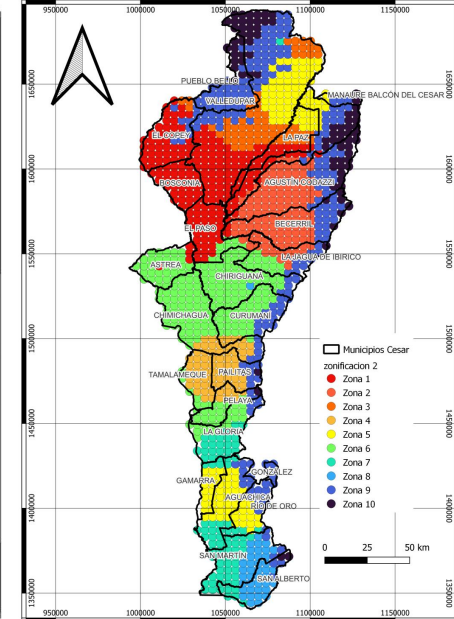 950000 1000000 1050000 1100000 1150000
1650000 1650000
PUEBLO BELLO
MANAURE BALCÓN DEL CESAR
VALLEDUPAR
EL COPEY
LA PAZ
1600000 1600000
BOSCONIA
AGUSTÍN CODAZZI
EL PASO
BECERRIL
1550000 1550000
LA JAGUA DE IBIRICO
ASTREA
CHIRIGUANÁ
CHIMICHAGUA
CURUMANÍ
1500000 1500000
Municipios Cesar
zonificacion 2
Zona 1
Zona 2
Zona 3
Zona 4
Zona 5
Zona 6
Zona 7
Zona 8
Zona 9
Zona 10
TAMALAMEQUE
PAILITAS
PELAYA
1450000 1450000
LA GLORIA
GONZÁLEZ
GAMARRA
AGUACHICA
RÍO DE ORO
1400000 1400000
0 25 50 km
SAN MARTÍN
SAN ALBERTO
1350000 1350000
950000 1000000 1050000 1100000 1150000